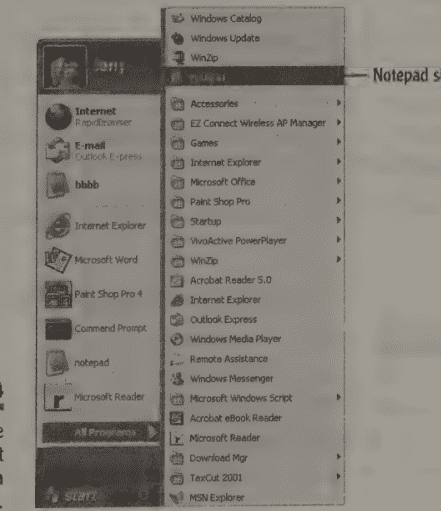 Windows Catalog
Windows Update
WinZip
Notepad
Accessories
EZ Connect Wireless AP Manager
Games
Internet Explorer
Microsoft Office
Paint Shop Pro
Startup
VivoActive PowerPlayer
WinZip
Acrobat Reader 5.0
Internet Explorer
Outlook Express
Windows Media Player
Remote Assistance
Windows Messenger
Microsoft Windows Script
Acrobat eBook Reader
Microsoft Reader
Download Mgr
TaxCut 2001
MSN Explorer
Internet
RapidBrowser
E-mail
Outlook Express
bbbb
Internet Explorer
Microsoft Word
Paint Shop Pro 4
Command Prompt
notepad
Microsoft Reader
All Programs
start
Notepad s